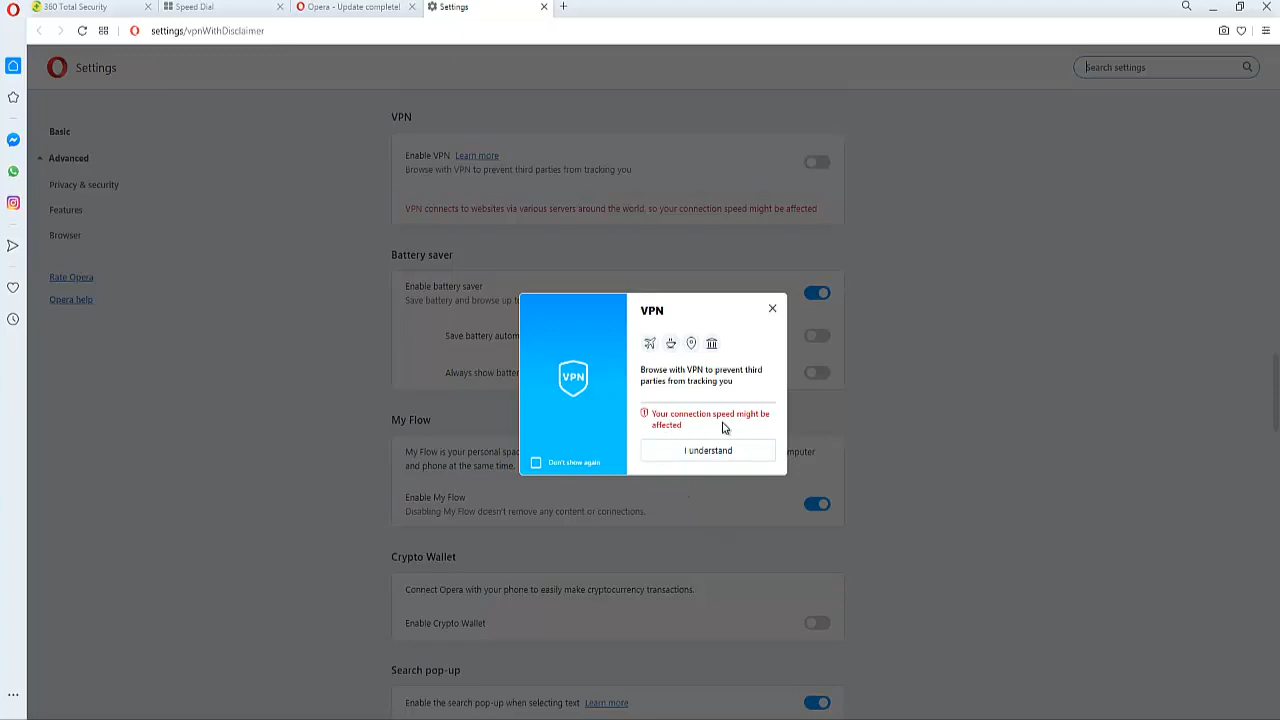 360 Total Security
Speed Dial
Opera - Update complete!
Settings
settings/vpnWithDisclaimer
Settings
Search settings
Basic
Advanced
Privacy & security
Features
Browser
Rate Opera
Opera help
VPN
Enable VPN Learn more
Browse with VPN to prevent third parties from tracking you
VPN connects to websites via various servers around the world, so your connection speed might be affected
Battery saver
Enable battery saver
Save battery and browse up to
Save battery autom
Always show batter
VPN
VPN
Browse with VPN to prevent third
parties from tracking you
Your connection speed might be
affected
I understand
Don't show again
My Flow
My Flow is your personal spac
mputer
and phone at the same time.
Enable My Flow
Disabling My Flow doesn't remove any content or connections.
Crypto Wallet
Connect Opera with your phone to easily make cryptocurrency transactions.
Enable Crypto Wallet
Search pop-up
Enable the search pop-up when selecting text Learn more